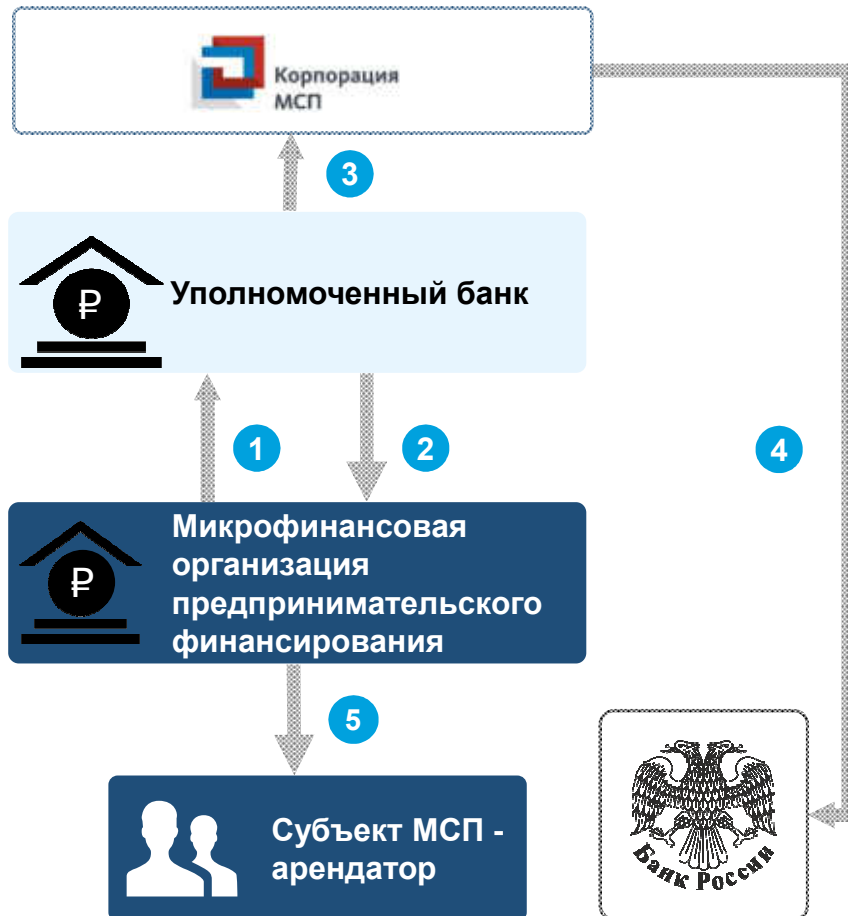 Корпорация
МСП
3
₽
Уполномоченный банк
1
2
4
₽
Микрофинансовая
организация
предпринимательского
финансирования
5
Субъект МСП -
арендатор
Банк России